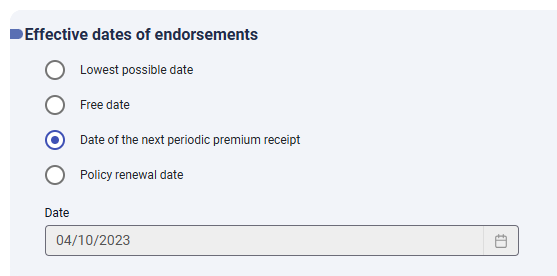 Effective dates of endorsements
Lowest possible date
Free date
Date of the next periodic premium receipt
Policy renewal date
Date
04/10/2023